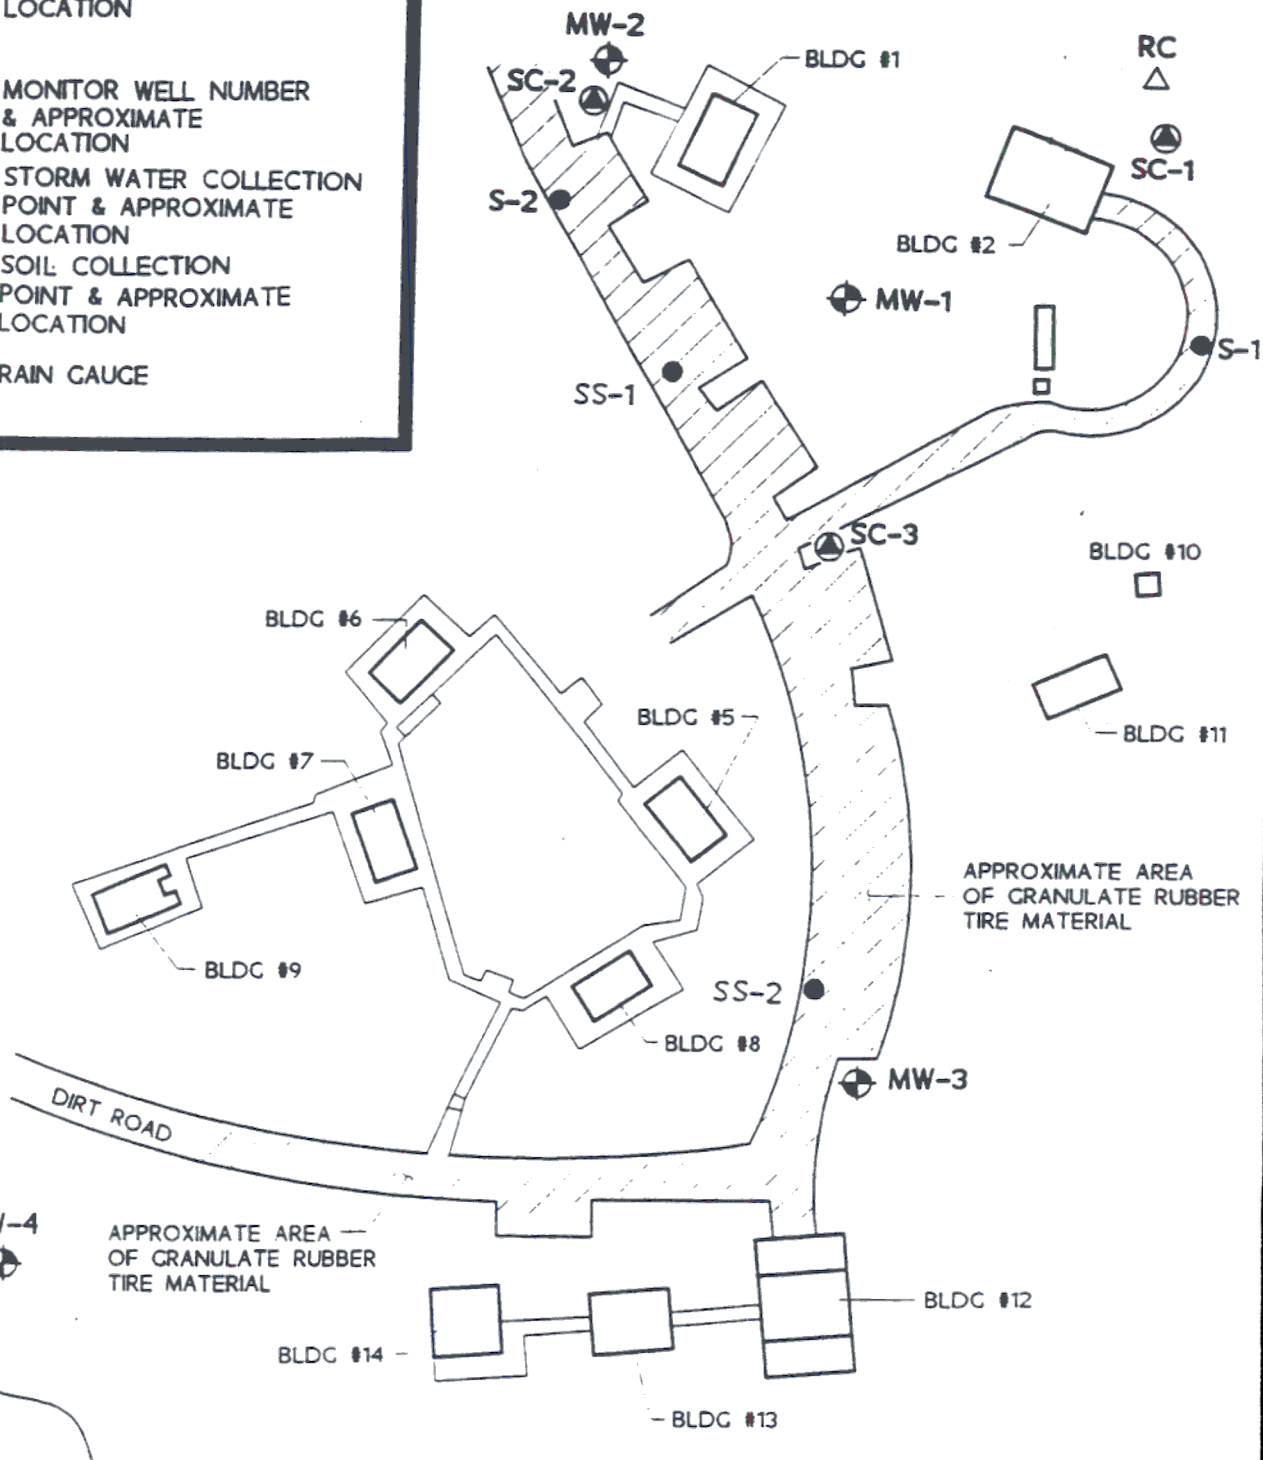 LOCATION
MONITOR WELL NUMBER
& APPROXIMATE
LOCATION
STORM WATER COLLECTION
POINT & APPROXIMATE
LOCATION
SOIL COLLECTION
POINT & APPROXIMATE
LOCATION
RAIN GAUGE
MW-2
SC-2
BLDG #1
RC
SC-1
S-2
BLDG #2
MW-1
S-1
SS-1
SC-3
BLDG #10
BLDG #6
BLDG #5
BLDG #11
BLDG #7
APPROXIMATE AREA
OF GRANULATE RUBBER
TIRE MATERIAL
BLDG #9
SS-2
BLDG #8
MW-3
DIRT ROAD
-4
APPROXIMATE AREA
OF GRANULATE RUBBER
TIRE MATERIAL
BLDG #12
BLDG #14
BLDG #13